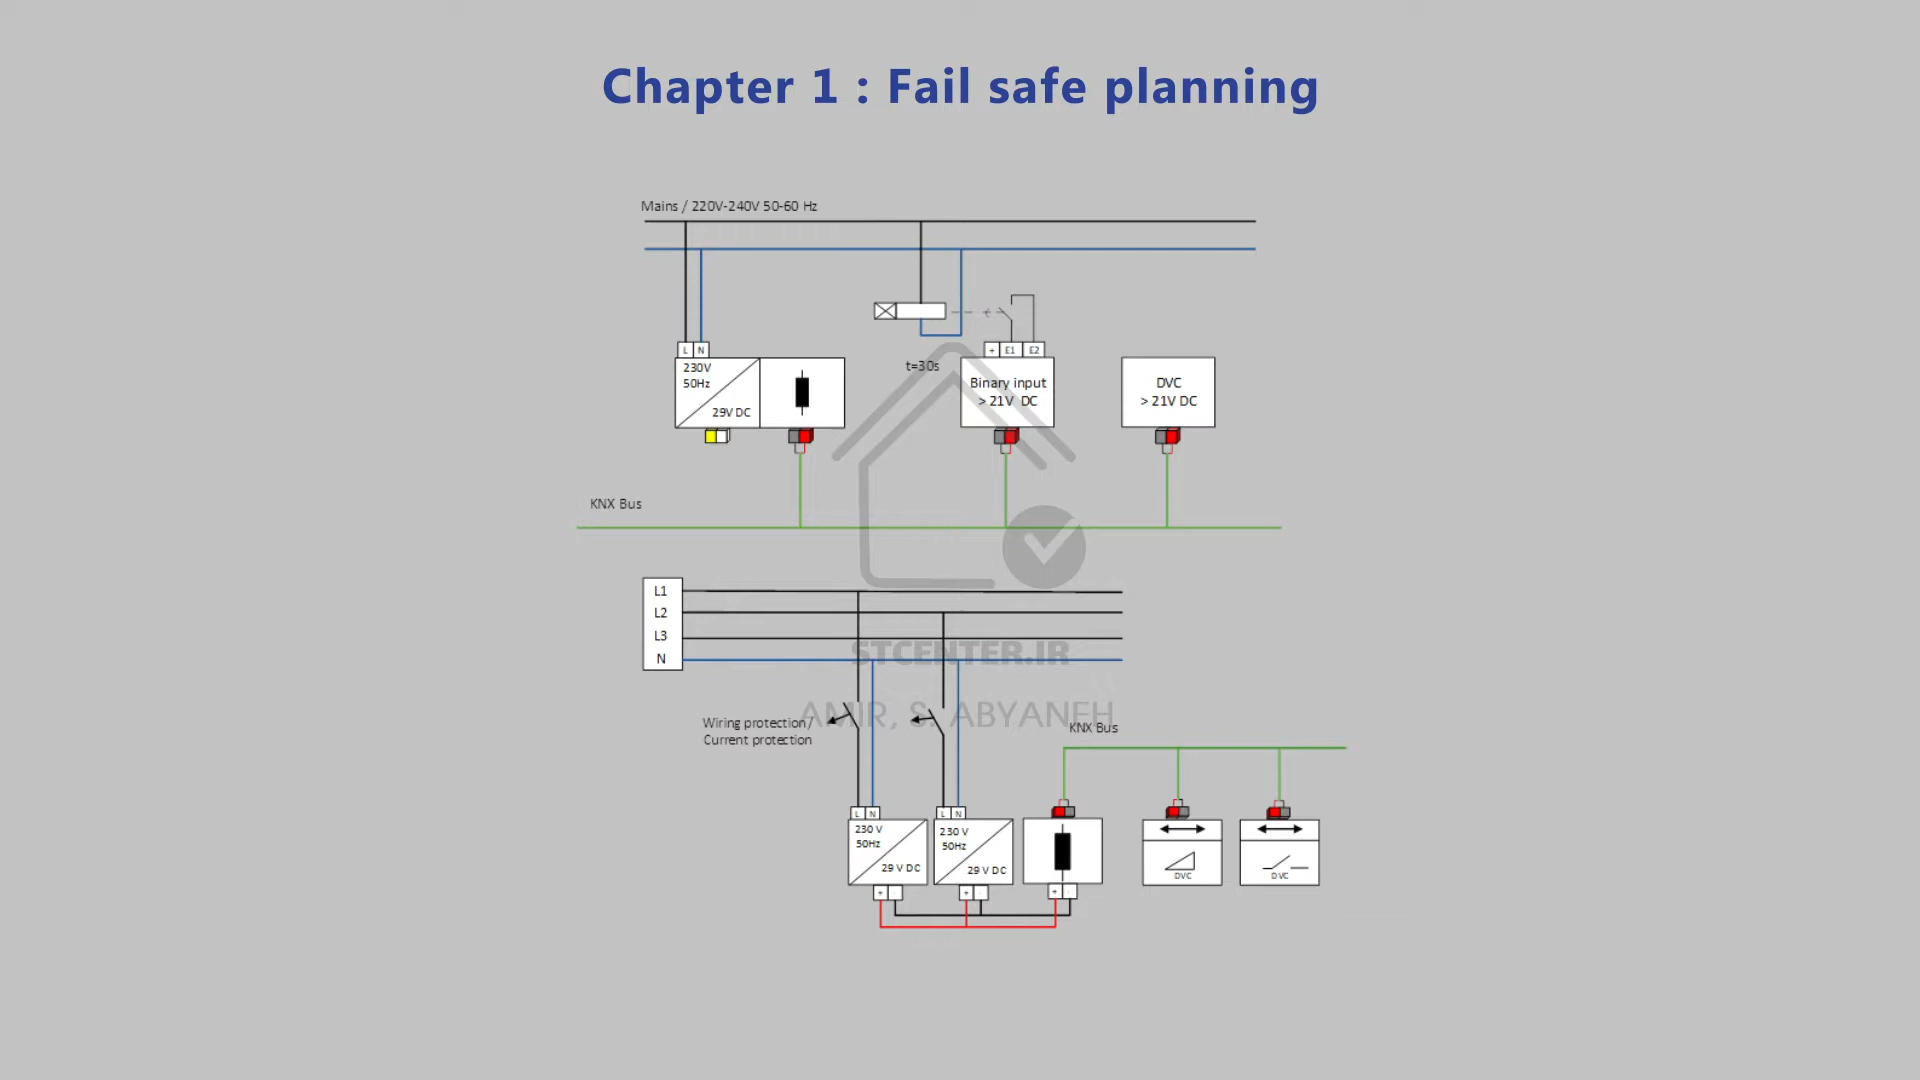 Chapter 1 : Fail safe planning
Mains / 220V-240V 50-60 Hz
L N
230V
50Hz
29V DC
t=30s
+ E1 E2
Binary input
> 21V DC
DVC
> 21V DC
KNX Bus
L1
L2
L3
N
STCENTER.IR
AMIR, S. ABYANEH
Wiring protection/
Current protection
KNX Bus
L N
230 V
50Hz
29 V DC
+ -
L N
230 V
50Hz
29 V DC
+ -
+ -
DVC
DVC